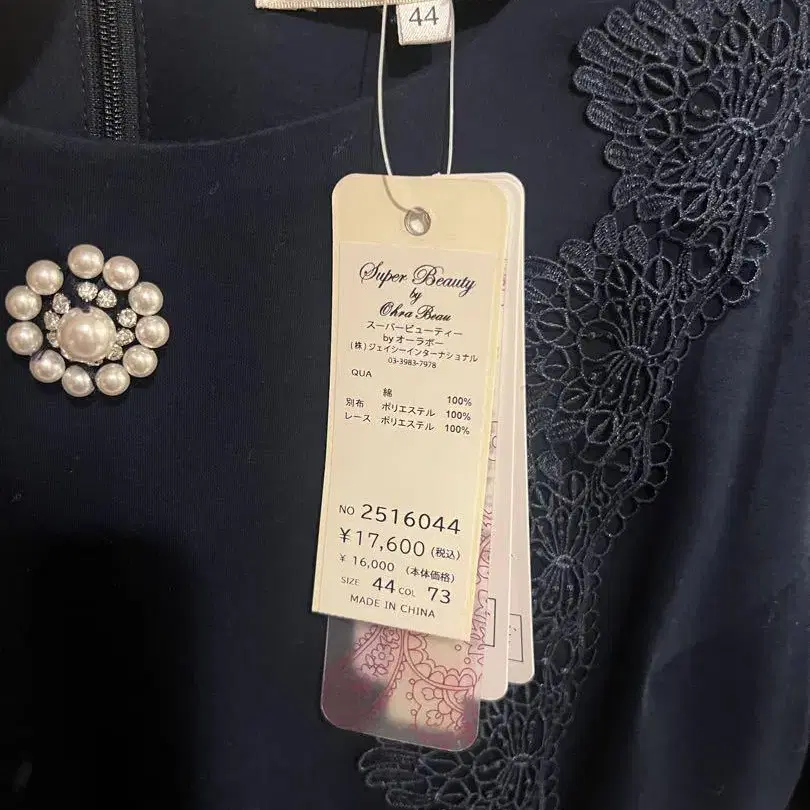 44
Super Beauty
by
Ohra Beau
スーパービューティー
by オーラボー
(株)ジェイシーインターナショナル
03-3983-7978
QUA
綿 100%
別布 ポリエステル 100%
レース ポリエステル 100%
NO 2516044
¥17,600 (税込)
¥ 16,000 (本体価格)
SIZE 44 COL 73
MADE IN CHINA